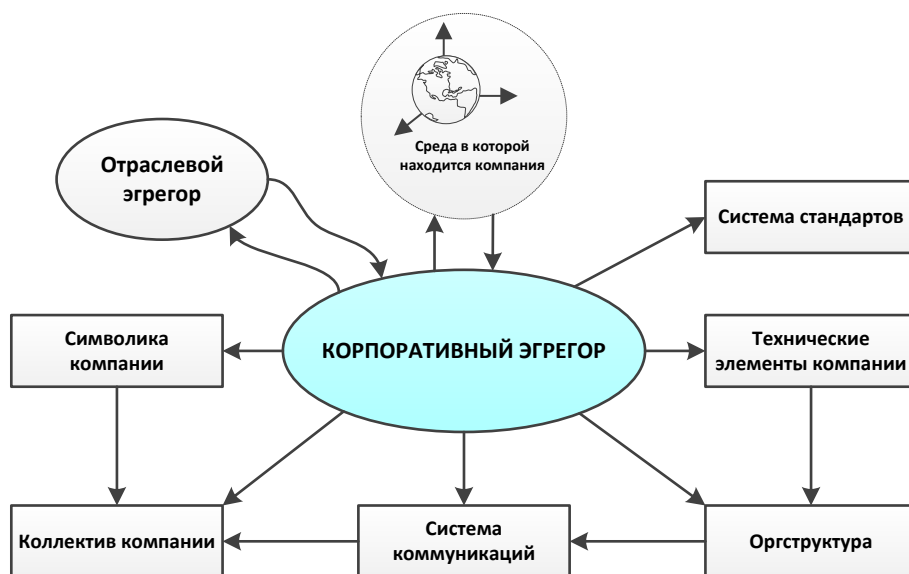 Среда в которой
находится компания
Отраслевой
эгрегор
Система стандартов
Символика
компании
КОРПОРАТИВНЫЙ ЭГРЕГОР
Технические
элементы компании
Коллектив компании
Система
коммуникаций
Оргструктура